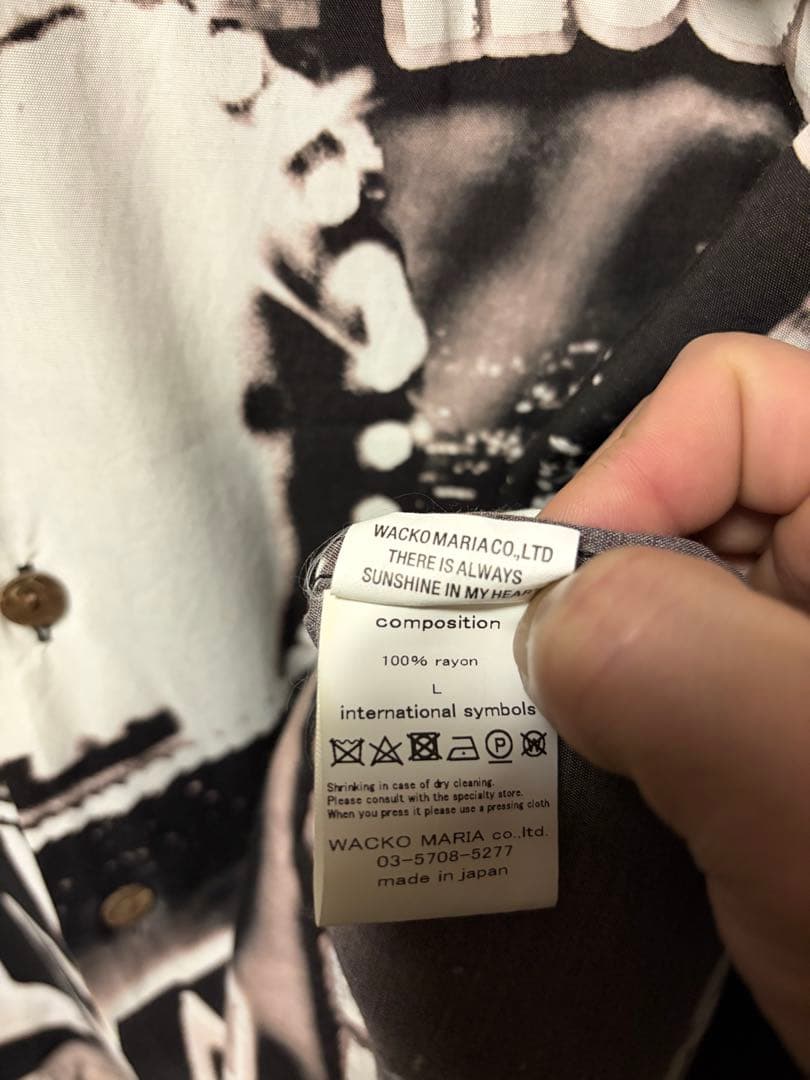 WACKO MARIA CO.,LTD
THERE IS ALWAYS
SUNSHINE IN MY
composition
100% rayon
L
international symbols
P W
Shrinking in case of dry cleaning.
Please consult with the specialty store.
When you press it please use a pressing cloth
WACKO MARIA co.,ltd.
03-5708-5277
made in japan